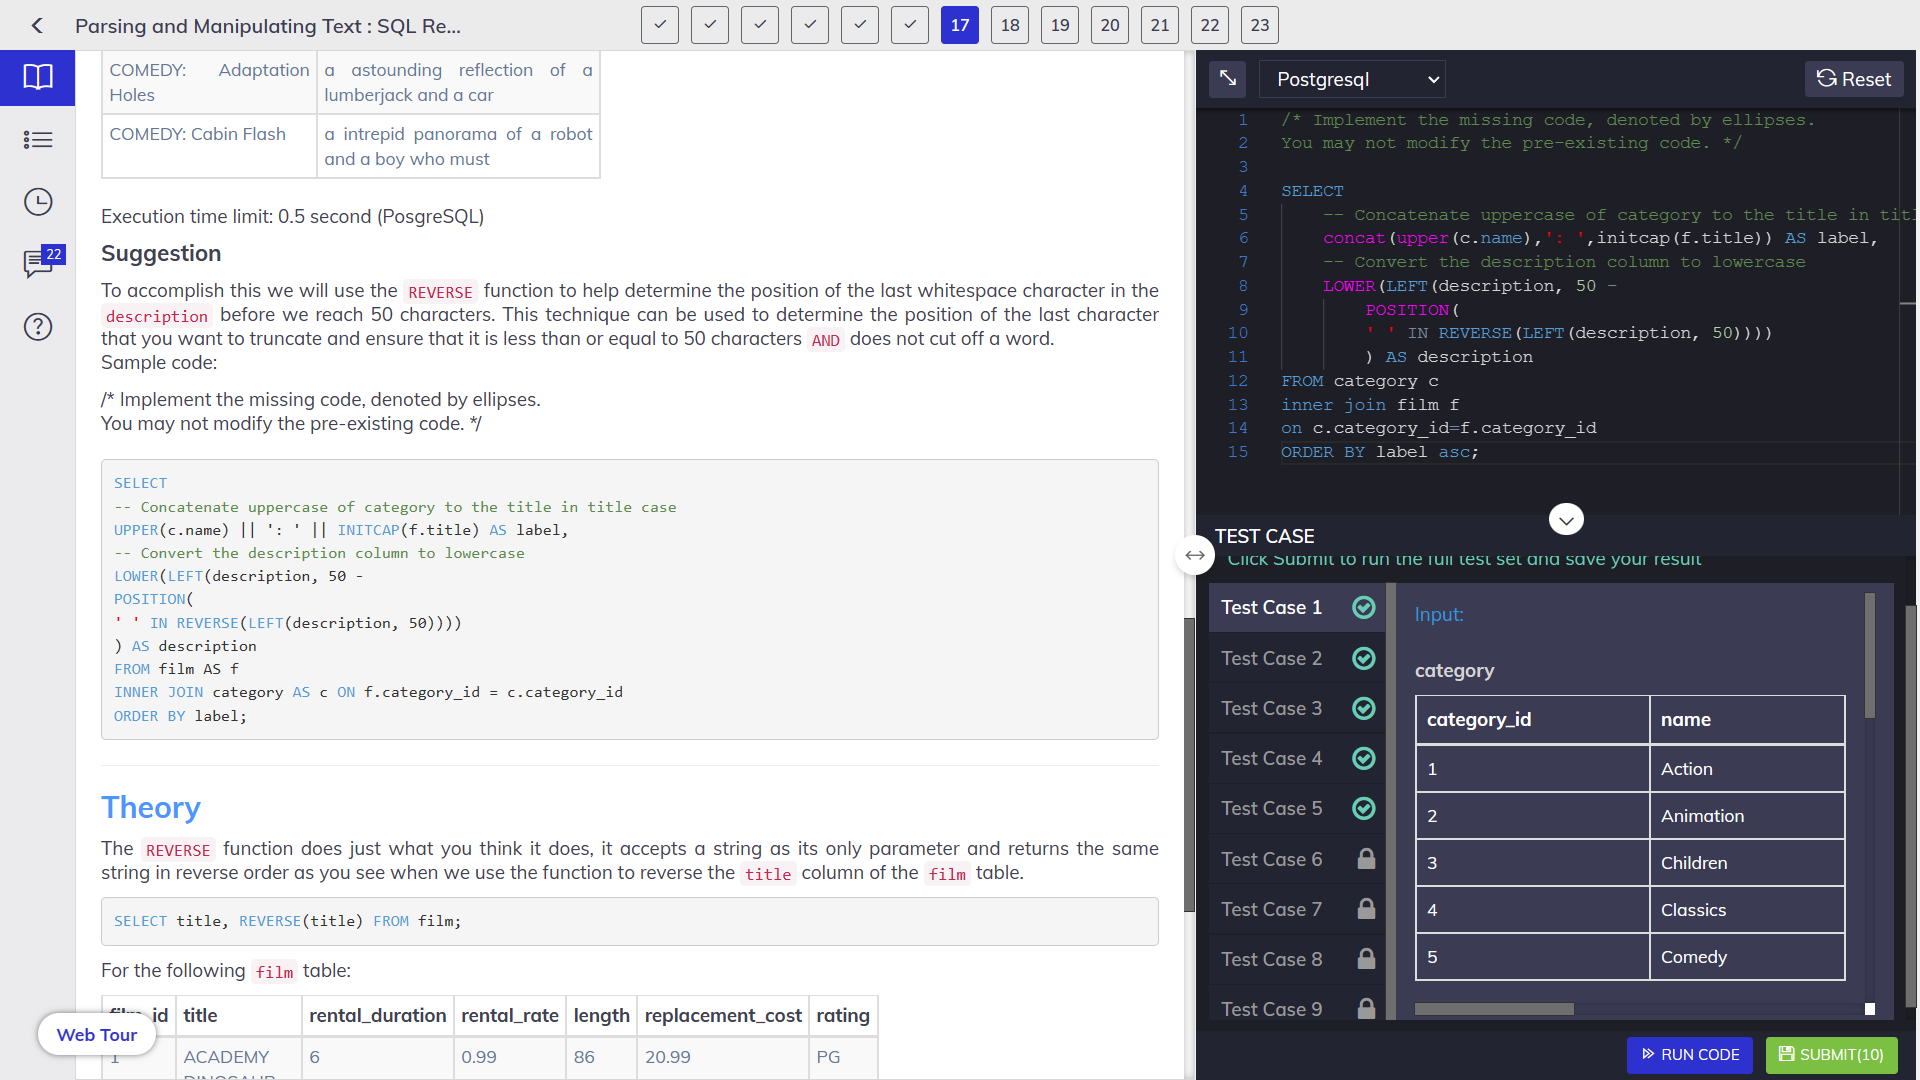 Parsing and Manipulating Text : SQL Re...
17 18 19 20 21 22 23
22
COMEDY: Adaptation Holes
a astounding reflection of a lumberjack and a car
COMEDY: Cabin Flash
a intrepid panorama of a robot and a boy who must
Execution time limit: 0.5 second (PosgreSQL)
Suggestion
To accomplish this we will use the REVERSE function to help determine the position of the last whitespace character in the
description before we reach 50 characters. This technique can be used to determine the position of the last character
that you want to truncate and ensure that it is less than or equal to 50 characters AND does not cut off a word.
Sample code:
/* Implement the missing code, denoted by ellipses.
You may not modify the pre-existing code. */
SELECT
-- Concatenate uppercase of category to the title in title case
UPPER(c.name) || ': ' || INITCAP(f.title) AS label,
-- Convert the description column to lowercase
LOWER(LEFT(description, 50 -
POSITION(
' ' IN REVERSE(LEFT(description, 50))))
) AS description
FROM film AS f
INNER JOIN category AS c ON f.category_id = c.category_id
ORDER BY label;
Theory
The REVERSE function does just what you think it does, it accepts a string as its only parameter and returns the same
string in reverse order as you see when we use the function to reverse the title column of the film table.
SELECT title, REVERSE(title) FROM film;
For the following film table:
film_id title rental_duration rental_rate length replacement_cost rating
1 ACADEMY 6 0.99 86 20.99 PG
DINOSAUR
Web Tour
Postgresql
Reset
1 /* Implement the missing code, denoted by ellipses.
2 You may not modify the pre-existing code. */
3
4 SELECT
5 -- Concatenate uppercase of category to the title in titl
6 concat(upper(c.name),': ',initcap(f.title)) AS label,
7 -- Convert the description column to lowercase
8 LOWER(LEFT(description, 50 -
9 POSITION(
10 ' ' IN REVERSE(LEFT(description, 50))))
11 ) AS description
12 FROM category c
13 inner join film f
14 on c.category_id=f.category_id
15 ORDER BY label asc;
TEST CASE
Click Submit to run the full test set and save your result
Test Case 1
Test Case 2
Test Case 3
Test Case 4
Test Case 5
Test Case 6
Test Case 7
Test Case 8
Test Case 9
Input:
category
category_id name
1 Action
2 Animation
3 Children
4 Classics
5 Comedy
RUN CODE
SUBMIT(10)